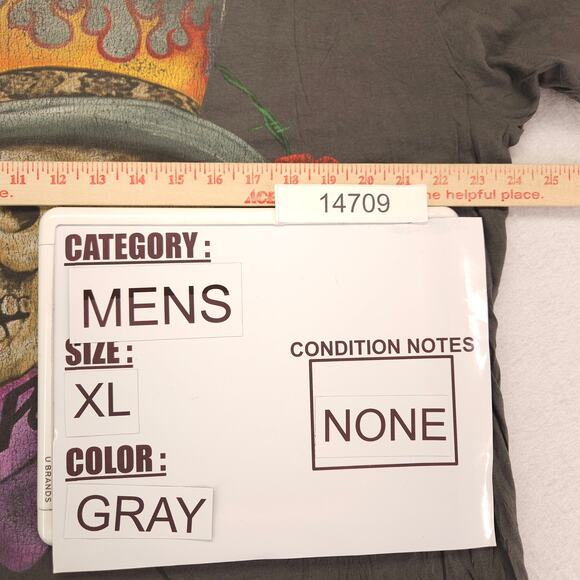 11 12 13 14 15 16 17 18 19 20 21 22 23 24 25
e. ACE the helpful place.
14709
CATEGORY :
MENS
SIZE :
XL
COLOR :
GRAY
CONDITION NOTES
NONE
U BRANDS